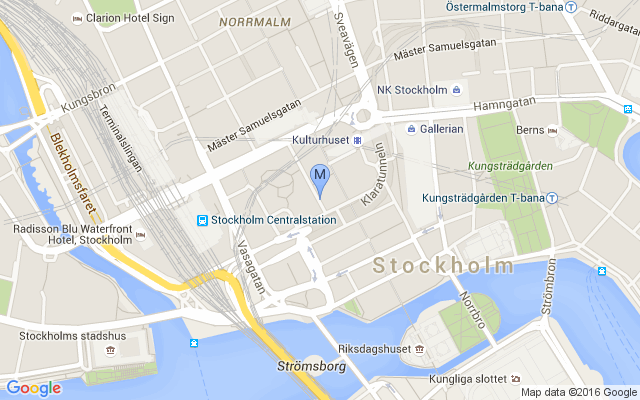 Clarion Hotel Sign
NORRMALM
Sveavägen
Östermalmstorg T-bana
Riddargatan
Mäster Samuelsgatan
Kungsbron
NK Stockholm
Hamngatan
Mäster Samuelsgatan
Terminalslingan
Blekholmsfaret
Kulturhuset
Gallerian
Berns
M
Klaratunneln
Kungsträdgården
Kungsträdgården T-bana
Stockholm Centralstation
Radisson Blu Waterfront
Hotel, Stockholm
Vasagatan
Stockholm
Strömbron
Norrbro
Stockholms stadshus
Riksdagshuset
Strömsborg
Kungliga slottet
Google
Map data ©2016 Google